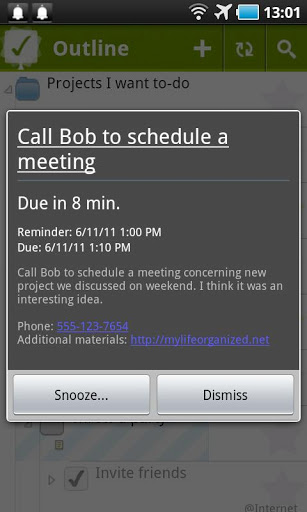 13:01
Outline
Projects I want to-do
Call Bob to schedule a
meeting
Due in 8 min.
Reminder: 6/11/11 1:00 PM
Due: 6/11/11 1:10 PM
Call Bob to schedule a meeting concerning new
project we discussed on weekend. I think it was an
interesting idea.
Phone: 555-123-7654
Additional materials: http://mylifeorganized.net
Snooze...
Dismiss
Invite friends
@Internet